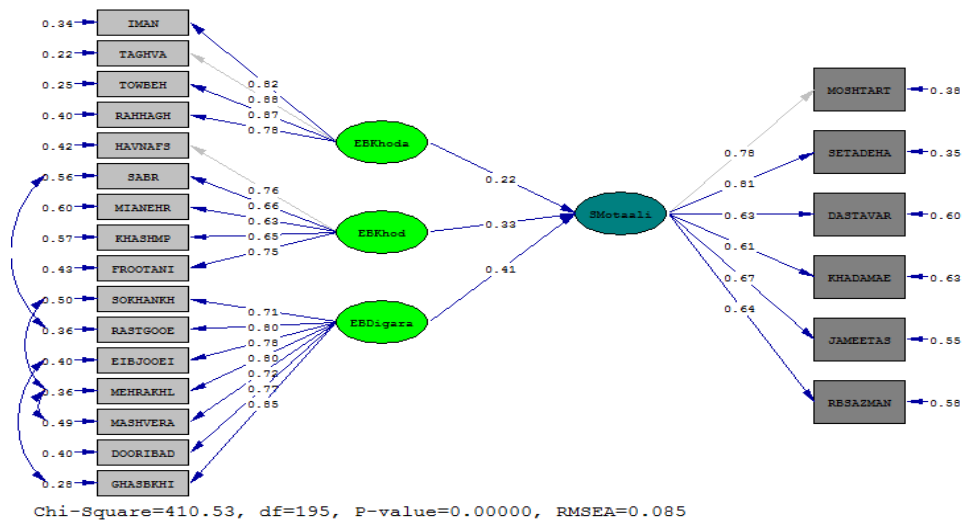 0.34 IMAN
0.22 TAGHVA
0.25 TOWBEH
0.40 RAHHAGH
0.42 HAVNAFS
0.56 SABR
0.60 MIANEHR
0.57 KHASHMP
0.43 FROOTANI
0.50 SOKHANKH
0.36 RASTGOOE
0.40 EIBJOOEI
0.36 MEHRAKHL
0.49 MASHVERA
0.40 DOORIBAD
0.28 GHASBKHI
0.82
0.88
0.87
0.78
0.76
0.66
0.63
0.65
0.75
0.71
0.80
0.78
0.80
0.72
0.77
0.85
EBKhoda
EBKhod
EBDigara
0.22
0.33
0.41
SMotaali
0.78
0.81
0.63
0.61
0.67
0.64
MOSHTART 0.38
SETADEHA 0.35
DASTAVAR 0.60
KHADAMAE 0.63
JAMEETAS 0.55
RBSAZMAN 0.58
Chi-Square=410.53, df=195, P-value=0.00000, RMSEA=0.085